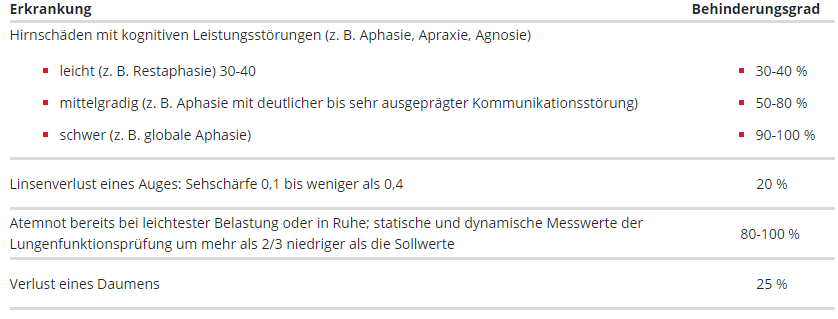 Erkrankung Behinderungsgrad
Hirnschäden mit kognitiven Leistungsstörungen (z. B. Aphasie, Apraxie, Agnosie)
leicht (z. B. Restaphasie) 30-40 30-40 %
mittelgradig (z. B. Aphasie mit deutlicher bis sehr ausgeprägter Kommunikationsstörung) 50-80 %
schwer (z. B. globale Aphasie) 90-100 %
Linsenverlust eines Auges: Sehschärfe 0,1 bis weniger als 0,4 20 %
Atemnot bereits bei leichtester Belastung oder in Ruhe; statische und dynamische Messwerte der
Lungenfunktionsprüfung um mehr als 2/3 niedriger als die Sollwerte 80-100 %
Verlust eines Daumens 25 %